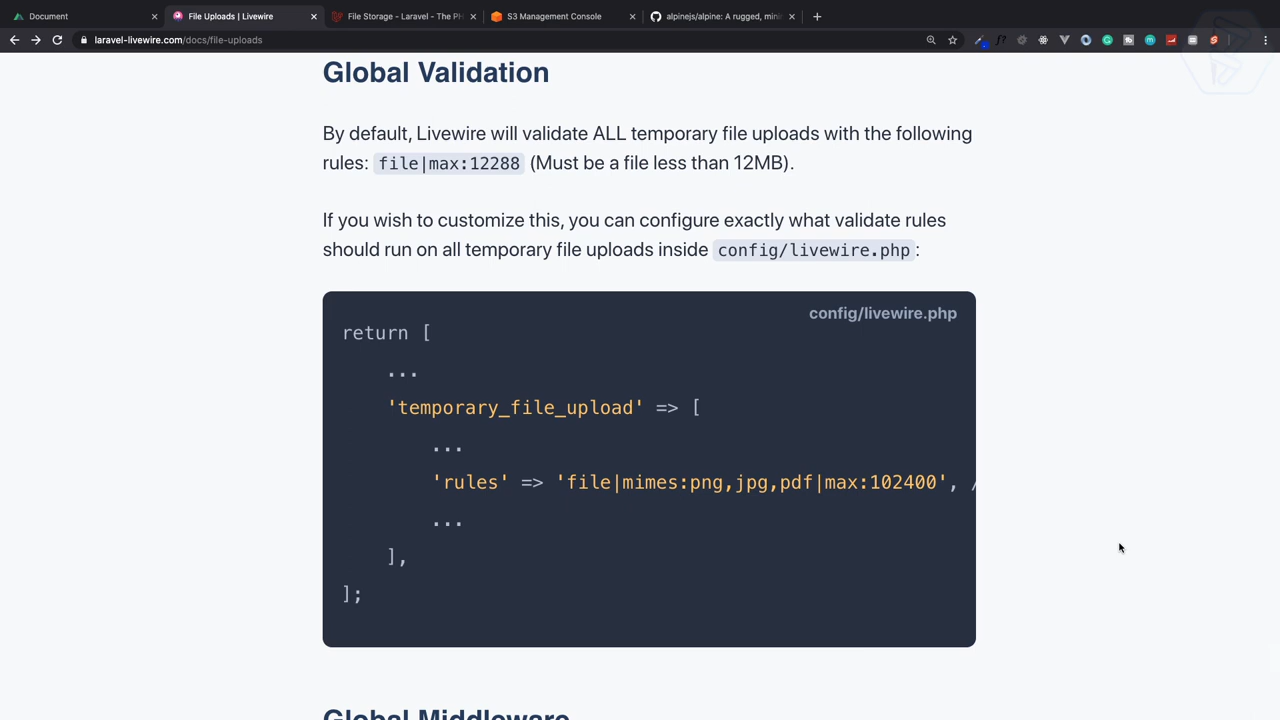 Document
File Uploads | Livewire
File Storage - Laravel - The PH
S3 Management Console
alpinejs/alpine: A rugged, mini
laravel-livewire.com/docs/file-uploads
Global Validation
By default, Livewire will validate ALL temporary file uploads with the following
rules: file|max:12288 (Must be a file less than 12MB).
If you wish to customize this, you can configure exactly what validate rules
should run on all temporary file uploads inside config/livewire.php:
config/livewire.php
return [
...
'temporary_file_upload' => [
...
'rules' => 'file|mimes:png,jpg,pdf|max:102400', /
...
],
];
Global Middleware